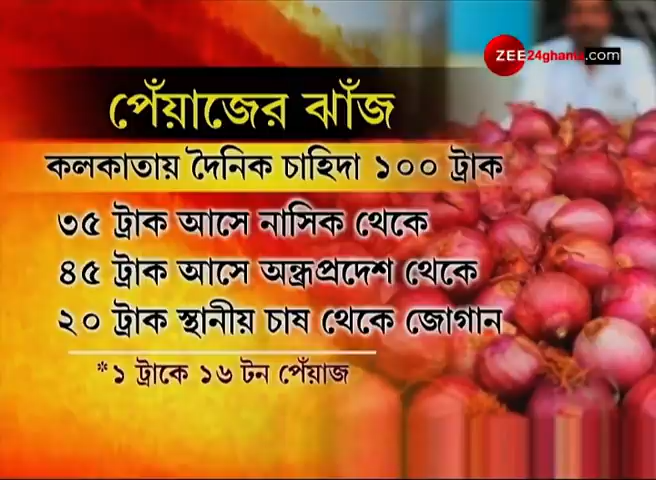 ZEE24ghanta.com
পেঁয়াজের ঝাঁজ
কলকাতায় দৈনিক চাহিদা ১০০ ট্রাক
৩৫ ট্রাক আসে নাসিক থেকে
৪৫ ট্রাক আসে অন্ধ্রপ্রদেশ থেকে
২০ ট্রাক স্থানীয় চাষ থেকে জোগান
*১ ট্রাকে ১৬ টন পেঁয়াজ